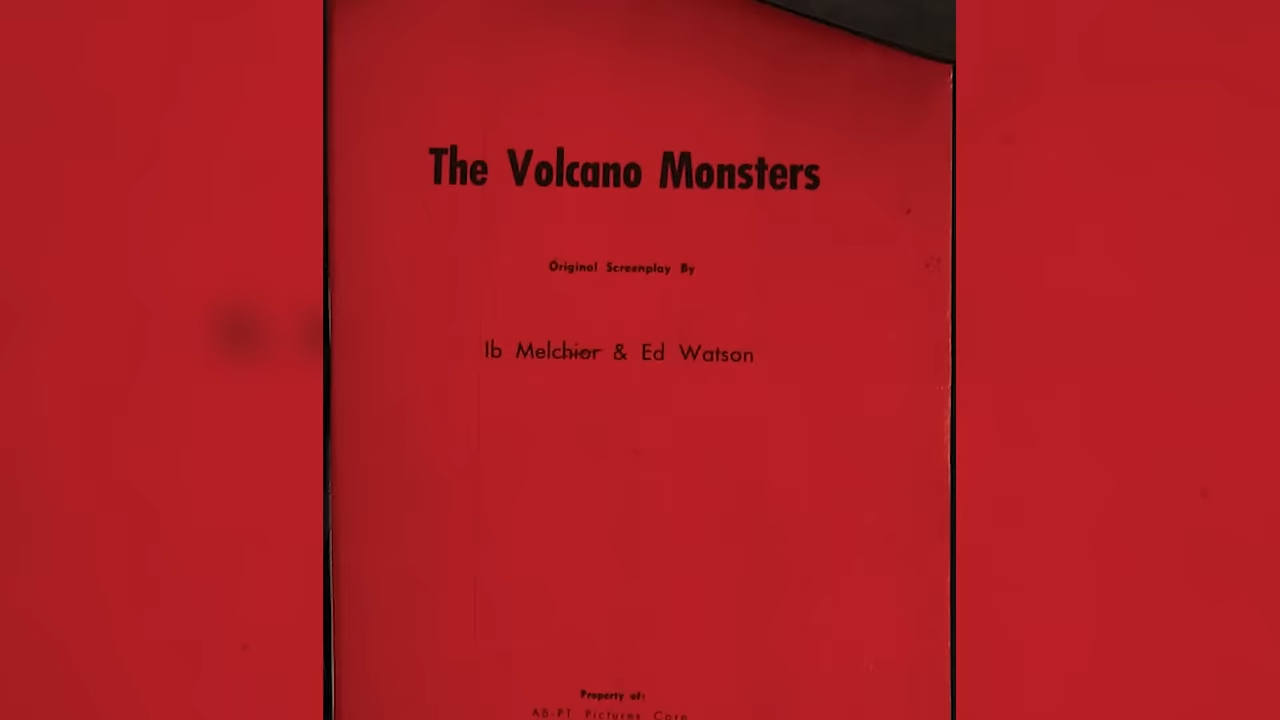 The Volcano Monsters
Original Screenplay By
Ib Melchior & Ed Watson
Property of:
AB-PT Pictures Corp